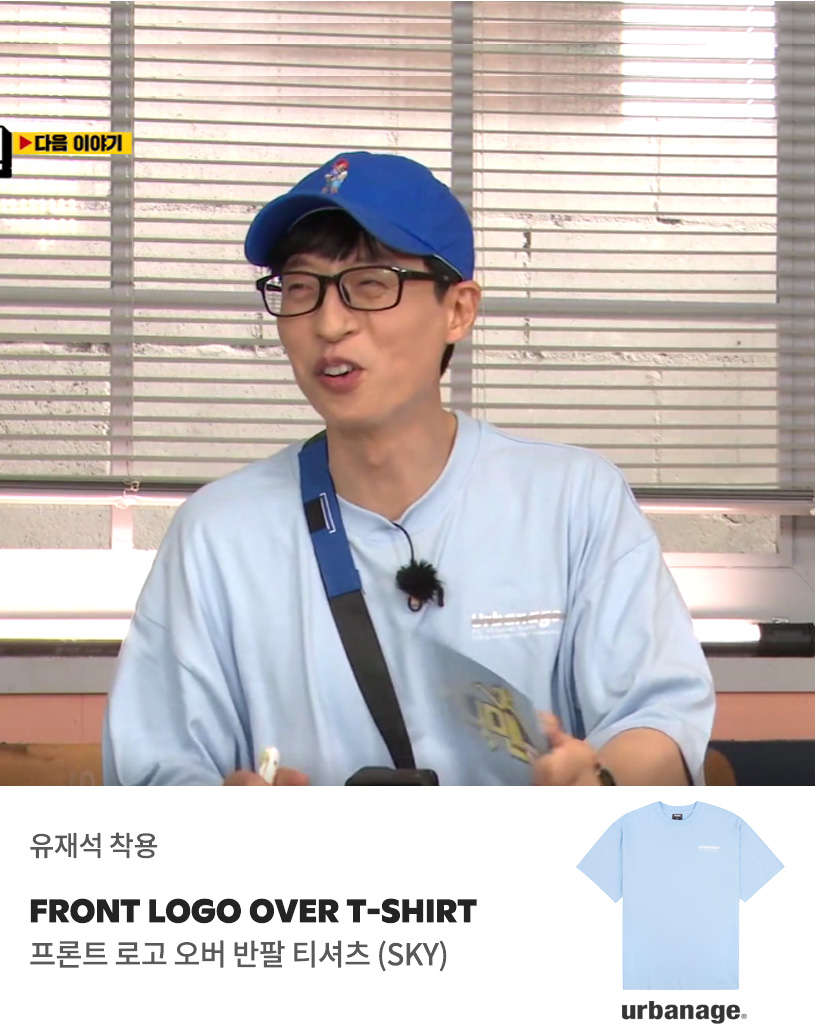 다음 이야기
urbanage
유재석 착용
FRONT LOGO OVER T-SHIRT
프론트 로고 오버 반팔 티셔츠 (SKY)
urbanage®